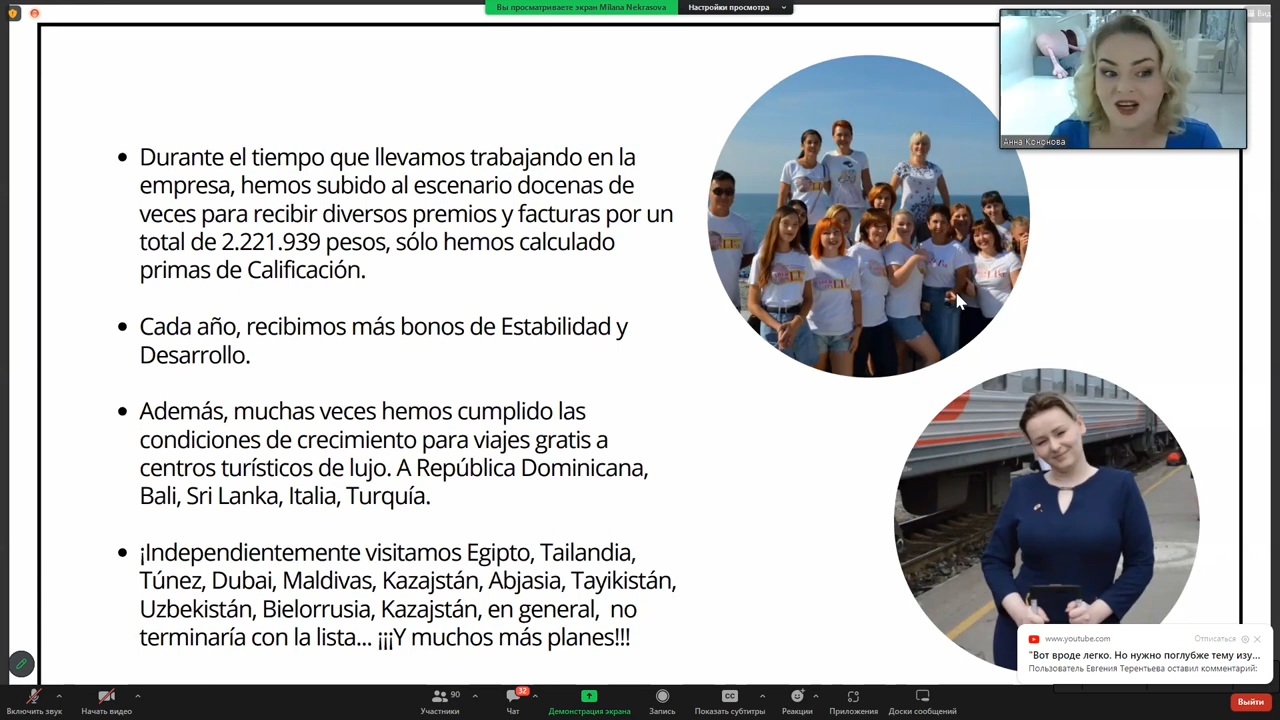 Вы просматриваете экран Milana Nekrasova
Настройки просмотра
Вид
Анна Кононова
• Durante el tiempo que llevamos trabajando en la
empresa, hemos subido al escenario docenas de
veces para recibir diversos premios y facturas por un
total de 2.221.939 pesos, sólo hemos calculado
primas de Calificación.
• Cada año, recibimos más bonos de Estabilidad y
Desarrollo.
• Además, muchas veces hemos cumplido las
condiciones de crecimiento para viajes gratis a
centros turísticos de lujo. A República Dominicana,
Bali, Sri Lanka, Italia, Turquía.
• ¡Independientemente visitamos Egipto, Tailandia,
Túnez, Dubai, Maldivas, Kazajstán, Abjasia, Tayikistán,
Uzbekistán, Bielorrusia, Kazajstán, en general, no
terminaría con la lista... ¡¡¡Y muchos más planes!!!
www.youtube.com
Отписаться
"Вот вроде легко. Но нужно поглубже тему изу...
Пользователь Евгения Терентьева оставил комментарий:
Включить звук
Начать видео
90
Участники
32
Чат
Демонстрация экрана
Запись
CC
Показать субтитры
Реакции
Приложения
Доски сообщений
Выйти